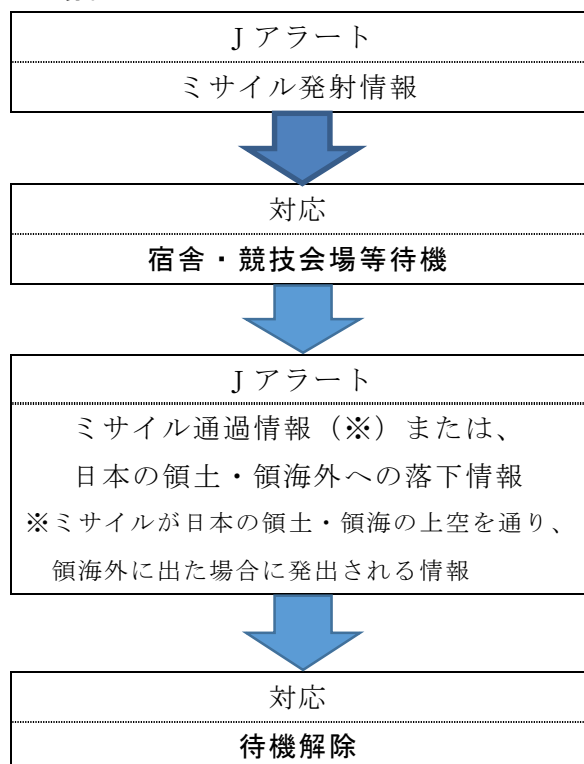 Jアラート
ミサイル発射情報
対応
宿舎・競技会場等待機
Jアラート
ミサイル通過情報（※）または、
日本の領土・領海外への落下情報
※ミサイルが日本の領土・領海の上空を通り、
領海外に出た場合に発出される情報
対応
待機解除